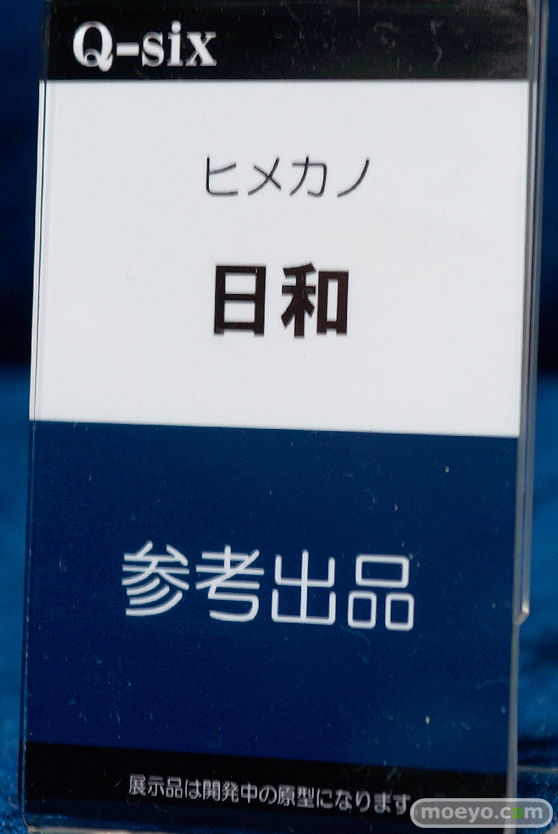 Q-six
ヒメカノ
日和
参考出品
展示品は開発中の原型になります
moeyo.com